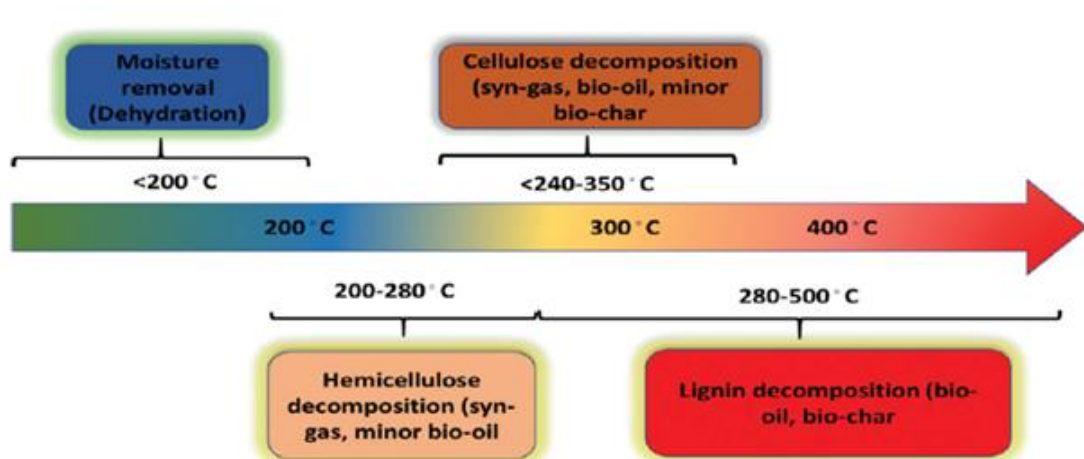 Moisture
removal
(Dehydration)
Cellulose decomposition
(syn-gas, bio-oil, minor
bio-char
<200°C
<240-350°C
200°C
300°C
400°C
200-280°C
280-500°C
Hemicellulose
decomposition (syn-
gas, minor bio-oil
Lignin decomposition (bio-
oil, bio-char